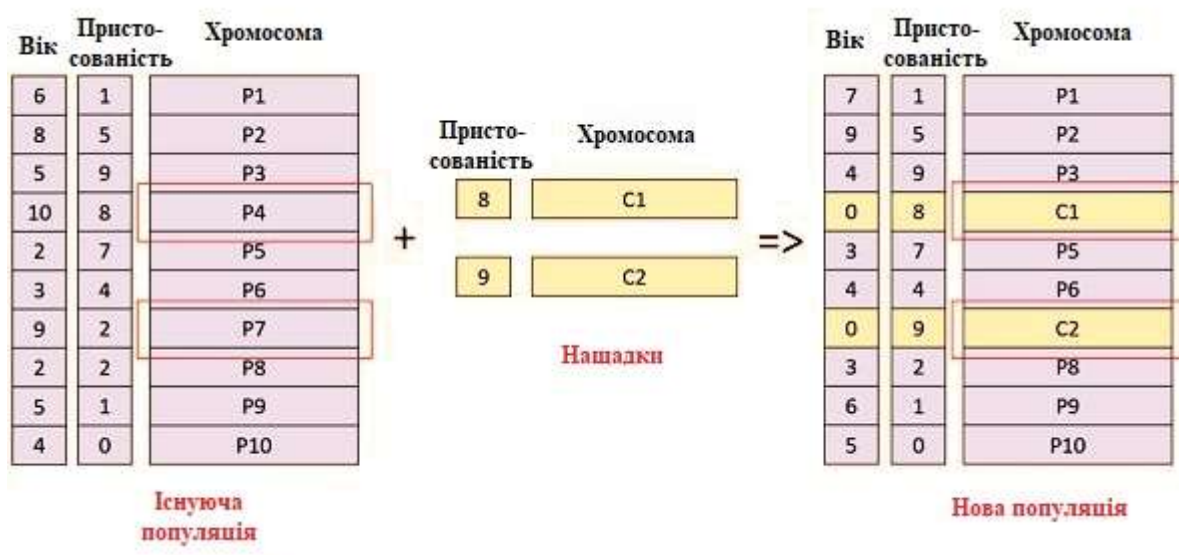 Вік Присто- сованість Хромосома
6 1 P1
8 5 P2
5 9 P3
10 8 P4
2 7 P5
3 4 P6
9 2 P7
2 2 P8
5 1 P9
4 0 P10
Існуюча
популяція
+
Присто- сованість Хромосома
8 C1
9 C2
Нащадки
=>
Вік Присто- сованість Хромосома
7 1 P1
9 5 P2
4 9 P3
0 8 C1
3 7 P5
4 4 P6
0 9 C2
3 2 P8
6 1 P9
5 0 P10
Нова популяція